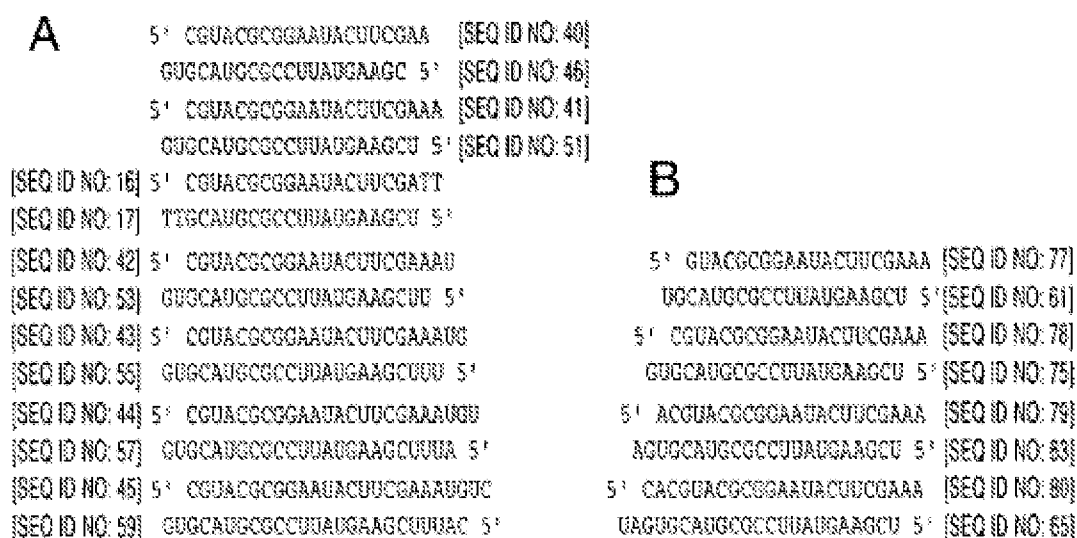 A
5' CGUACGCGGAAUACUUCGAA [SEQ ID NO: 40]
GUGCAUGCGCCUUAUGAAGC 5' [SEQ ID NO: 46]
5' CGUACGCGGAAUACUUCGAAA [SEQ ID NO: 41]
GUGCAUGCGCCUUAUGAAGCU 5' [SEQ ID NO: 51]
[SEQ ID NO: 16] 5' CGUACGCGGAAUACUUCGATT
[SEQ ID NO: 17] TTGCAUGCGCCUUAUGAAGCU 5'
[SEQ ID NO: 42] 5' CGUACGCGGAAUACUUCGAAAU
[SEQ ID NO: 53] GUGCAUGCGCCUUAUGAAGCUU 5'
[SEQ ID NO: 43] 5' CGUACGCGGAAUACUUCGAAAUG
[SEQ ID NO: 55] GUGCAUGCGCCUUAUGAAGCUUU 5'
[SEQ ID NO: 44] 5' CGUACGCGGAAUACUUCGAAAUGU
[SEQ ID NO: 57] GUGCAUGCGCCUUAUGAAGCUUUA 5'
[SEQ ID NO: 45] 5' CGUACGCGGAAUACUUCGAAAUGUC
[SEQ ID NO: 59] GUGCAUGCGCCUUAUGAAGCUUUAC 5'
B
5' GUACGCGGAAUACUUCGAAA [SEQ ID NO: 77]
UGCAUGCGCCUUAUGAAGCU 5' [SEQ ID NO: 61]
5' CGUACGCGGAAUACUUCGAAA [SEQ ID NO: 78]
GUGCAUGCGCCUUAUGAAGCU 5' [SEQ ID NO: 75]
5' ACGUACGCGGAAUACUUCGAAA [SEQ ID NO: 79]
AGUGCAUGCGCCUUAUGAAGCU 5' [SEQ ID NO: 63]
5' CACGUACGCGGAAUACUUCGAAA [SEQ ID NO: 80]
UAGUGCAUGCGCCUUAUGAAGCU 5' [SEQ ID NO: 65]